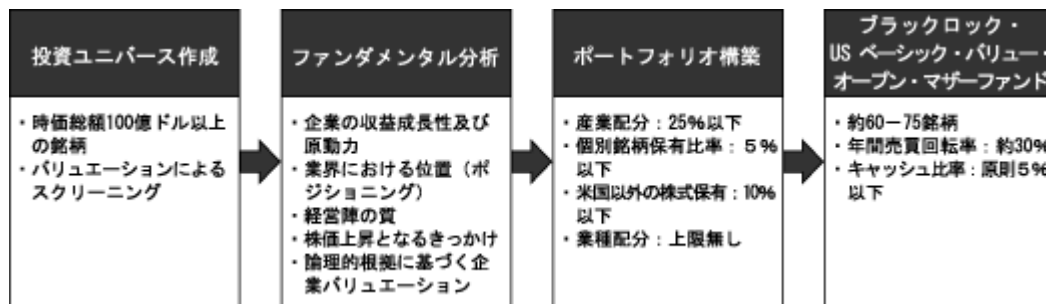 投資ユニバース作成
・時価総額100億ドル以上
の銘柄
・バリュエーションによる
スクリーニング
ファンダメンタル分析
・企業の収益成長性及び
原動力
・業界における位置（ポ
ジショニング）
・経営陣の質
・株価上昇となるきっかけ
・論理的根拠に基づく企
業バリュエーション
ポートフォリオ構築
・産業配分：25％以下
・個別銘柄保有比率：５％
以下
・米国以外の株式保有：10％
以下
・業種配分：上限無し
ブラックロック・
US ベーシック・バリュー・
オープン・マザーファンド
・約60－75銘柄
・年間売買回転率：約30％
・キャッシュ比率：原則５％
以下